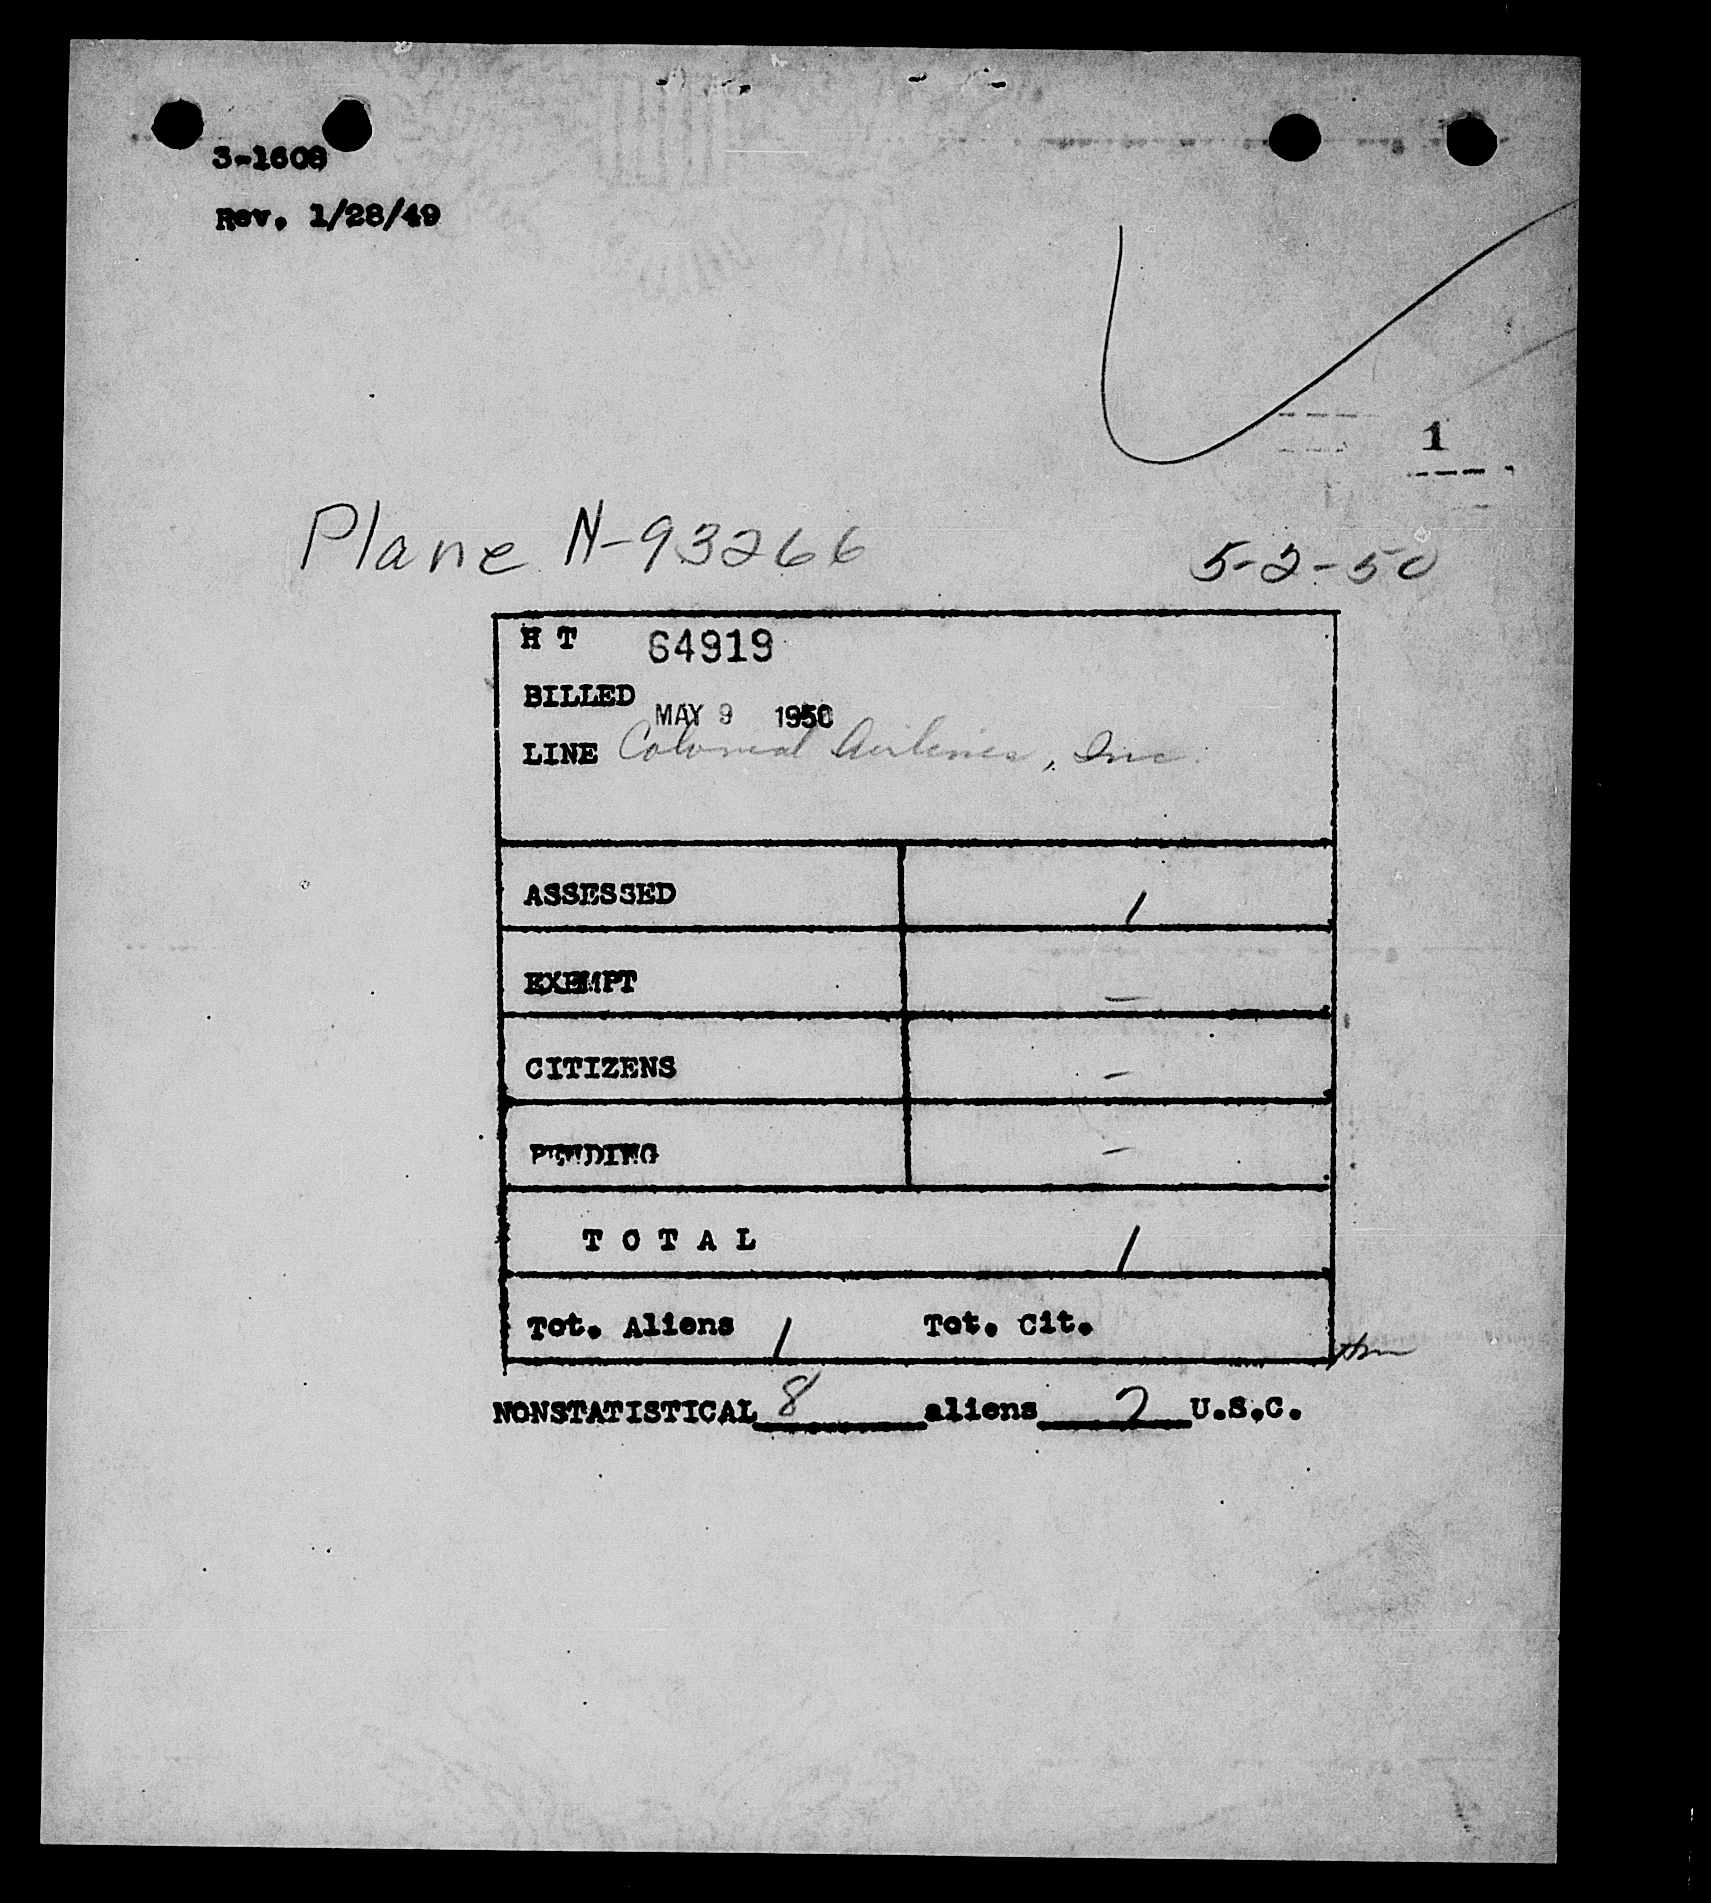 3-1608
Rev. 1/28/49
1
Plane N-93266
5-2-50
H T 64919
BILLED MAY 9 1950
LINE Colonial Airlines, Inc.
ASSESSED 1
EXEMPT -
CITIZENS -
PENDING -
T O T A L 1
Tot. Aliens 1 Tot. Cit.
NONSTATISTICAL 8 aliens 2 U.S.C.